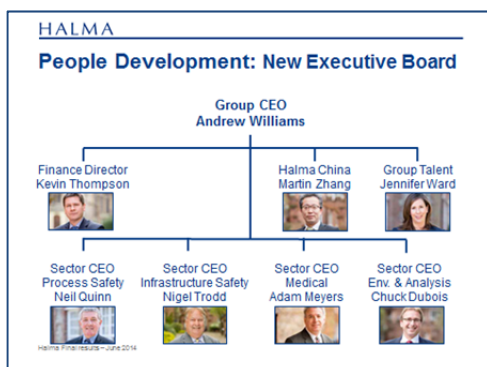 HALMA
People Development: New Executive Board
Group CEO
Andrew Williams
Finance Director
Kevin Thompson
Halma China
Martin Zhang
Group Talent
Jennifer Ward
Sector CEO
Process Safety
Neil Quinn
Sector CEO
Infrastructure Safety
Nigel Trodd
Sector CEO
Medical
Adam Meyers
Sector CEO
Env. & Analysis
Chuck Dubois
Halma Final results – June 2014